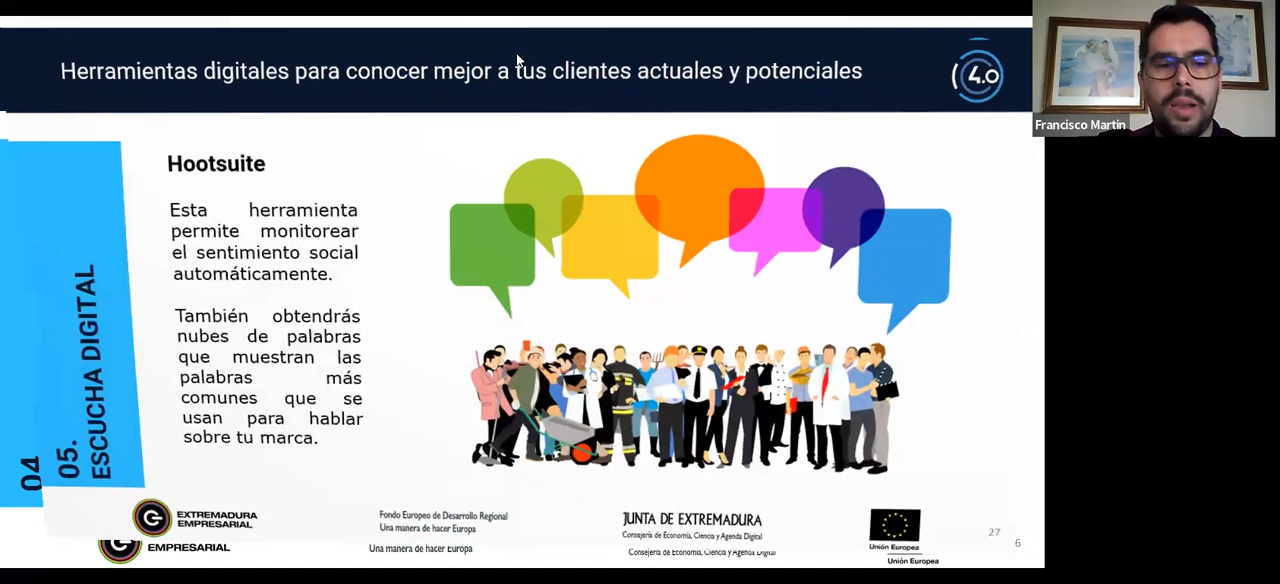 Herramientas digitales para conocer mejor a tus clientes actuales y potenciales
4.0
Francisco Martin
Hootsuite
Esta herramienta
permite monitorear
el sentimiento social
automáticamente.
También obtendrás
nubes de palabras
que muestran las
palabras más
comunes que se
usan para hablar
sobre tu marca.
04
05.
ESCUCHA DIGITAL
EXTREMADURA
EMPRESARIAL
Fondo Europeo de Desarrollo Regional
Una manera de hacer Europa
JUNTA DE EXTREMADURA
Consejería de Economía, Ciencia y Agenda Digital
Unión Europea
27
EMPRESARIAL
Una manera de hacer Europa
Consejería de Economía, Ciencia y Agenda Digital
Unión Europea
6